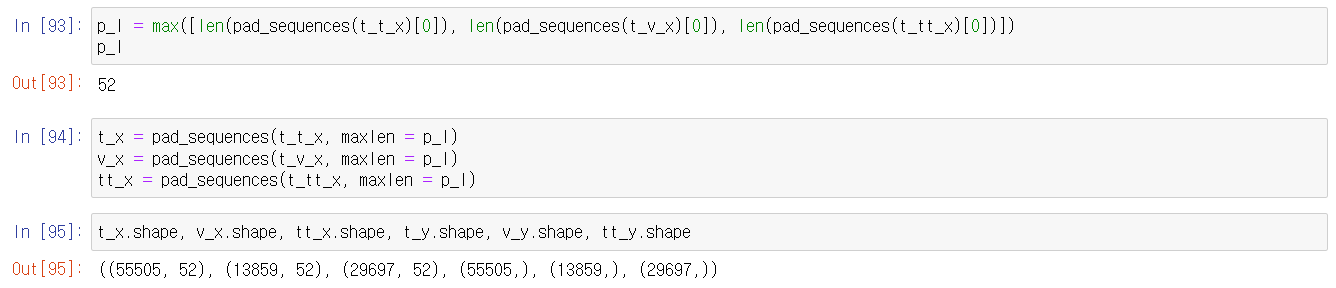 In [93]: p_l = max([len(pad_sequences(t_t_x)[0]), len(pad_sequences(t_v_x)[0]), len(pad_sequences(t_tt_x)[0])])
p_l
Out[93]: 52
In [94]: t_x = pad_sequences(t_t_x, maxlen = p_l)
v_x = pad_sequences(t_v_x, maxlen = p_l)
tt_x = pad_sequences(t_tt_x, maxlen = p_l)
In [95]: t_x.shape, v_x.shape, tt_x.shape, t_y.shape, v_y.shape, tt_y.shape
Out[95]: ((55505, 52), (13859, 52), (29697, 52), (55505,), (13859,), (29697,))